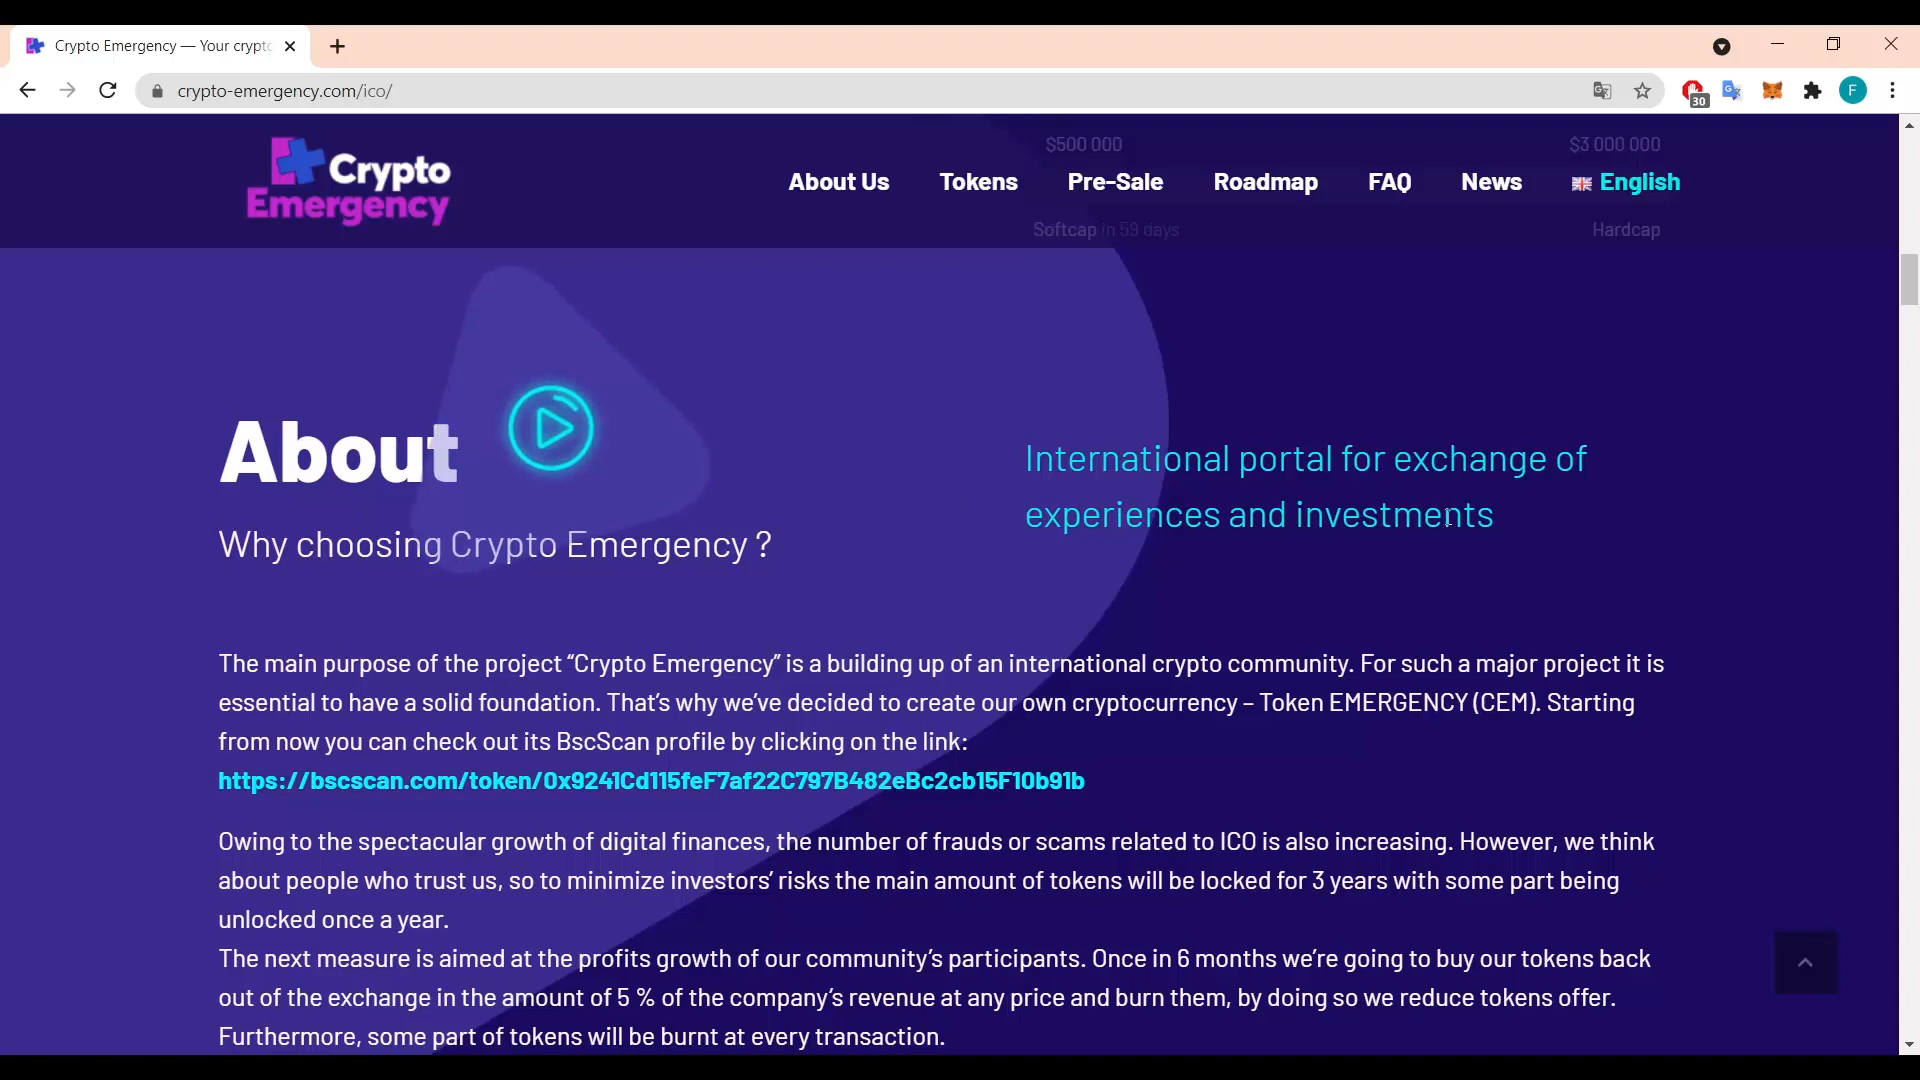 Crypto Emergency — Your crypto
crypto-emergency.com/ico/
30
F
Crypto
Emergency
$500 000
$3 000 000
About Us
Tokens
Pre-Sale
Roadmap
FAQ
News
English
Softcap in 59 days
Hardcap
About
Why choosing Crypto Emergency ?
International portal for exchange of
experiences and investments
The main purpose of the project “Crypto Emergency” is a building up of an international crypto community. For such a major project it is
essential to have a solid foundation. That’s why we’ve decided to create our own cryptocurrency – Token EMERGENCY (CEM). Starting
from now you can check out its BscScan profile by clicking on the link:
https://bscscan.com/token/0x9241Cd115feF7af22C797B482eBc2cb15F10b91b
Owing to the spectacular growth of digital finances, the number of frauds or scams related to ICO is also increasing. However, we think
about people who trust us, so to minimize investors’ risks the main amount of tokens will be locked for 3 years with some part being
unlocked once a year.
The next measure is aimed at the profits growth of our community’s participants. Once in 6 months we’re going to buy our tokens back
out of the exchange in the amount of 5 % of the company’s revenue at any price and burn them, by doing so we reduce tokens offer.
Furthermore, some part of tokens will be burnt at every transaction.